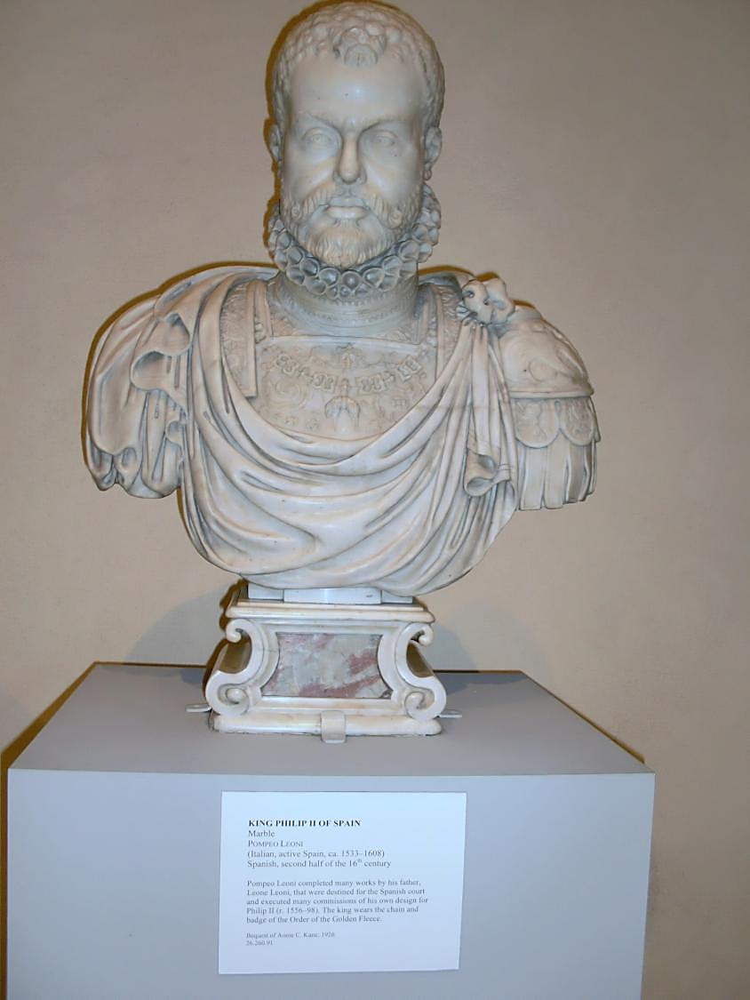 KING PHILIP II OF SPAIN
Marble
POMPEO LEONI
(Italian, active Spain, ca. 1533–1608)
Spanish, second half of the 16th century
Pompeo Leoni completed many works by his father,
Leone Leoni, that were destined for the Spanish court
and executed many commissions of his own design for
Philip II (r. 1556–98). The king wears the chain and
badge of the Order of the Golden Fleece.
Bequest of Annie C. Kane, 1926
26.260.91